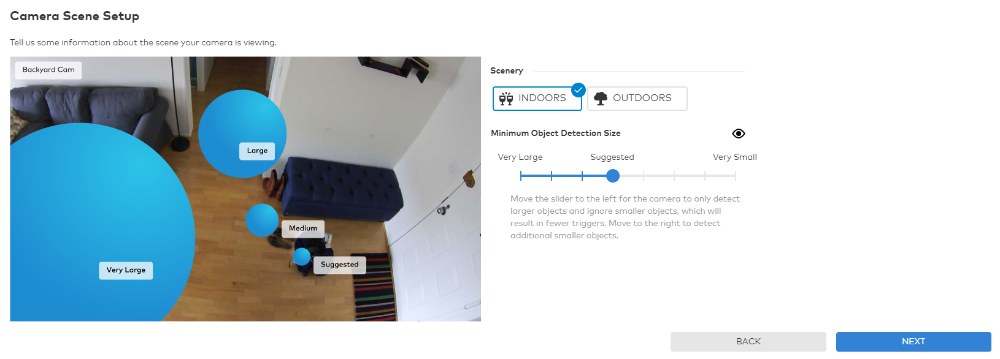 Camera Scene Setup
Tell us some information about the scene your camera is viewing.
Backyard Cam
Large
Medium
Suggested
Very Large
Scenery
INDOORS
OUTDOORS
Minimum Object Detection Size
Very Large
Suggested
Very Small
Move the slider to the left for the camera to only detect
larger objects and ignore smaller objects, which will
result in fewer triggers. Move to the right to detect
additional smaller objects.
BACK
NEXT